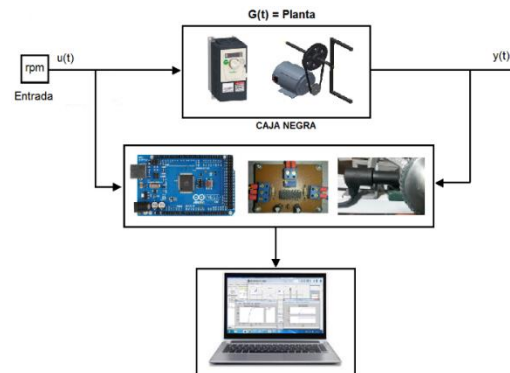 G(t) = Planta
rpm
u(t)
y(t)
Entrada
CAJA NEGRA